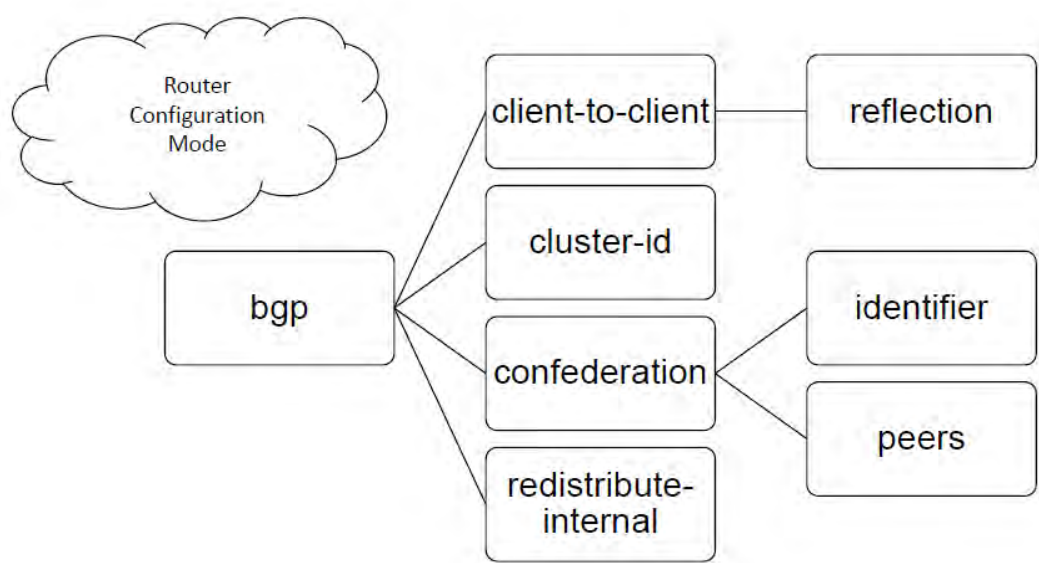 Router
Configuration
Mode
client-to-client
reflection
cluster-id
bgp
identifier
confederation
peers
redistribute-
internal